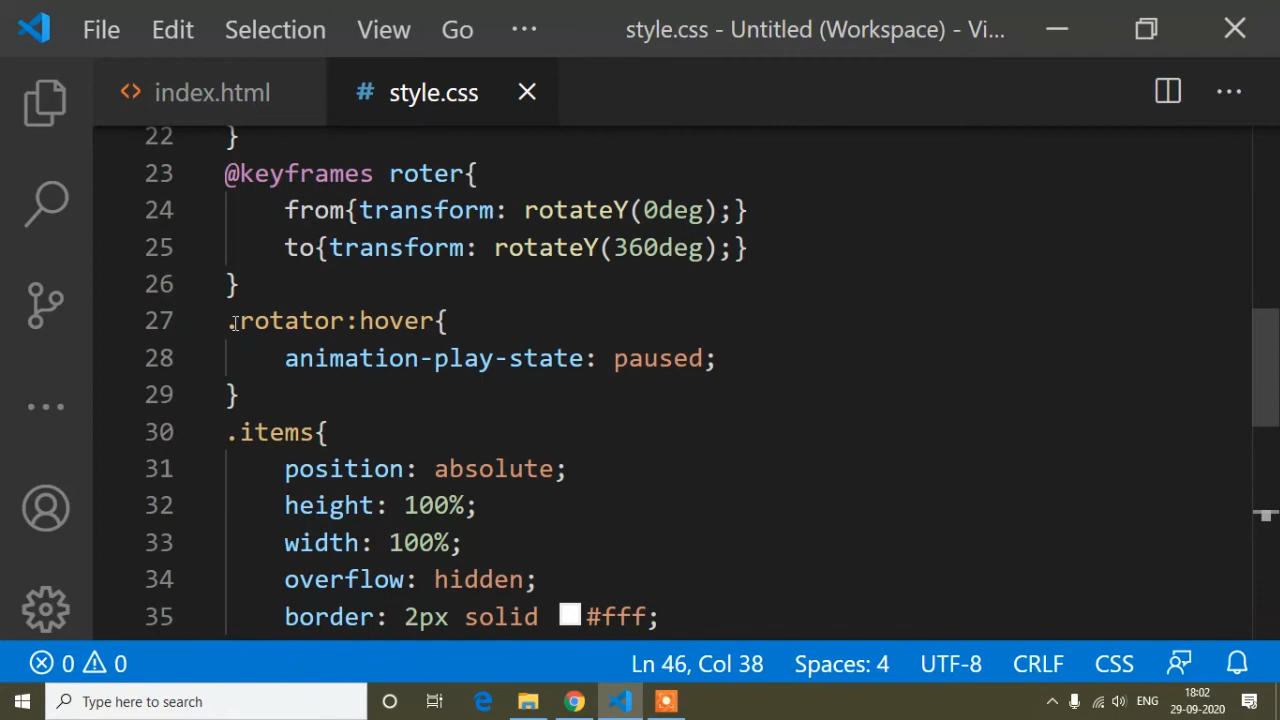 File Edit Selection View Go ··· style.css - Untitled (Workspace) - Vi...
<> index.html # style.css
22 }
23 @keyframes roter{
24 from{transform: rotateY(0deg);}
25 to{transform: rotateY(360deg);}
26 }
27 .rotator:hover{
28 animation-play-state: paused;
29 }
30 .items{
31 position: absolute;
32 height: 100%;
33 width: 100%;
34 overflow: hidden;
35 border: 2px solid #fff;
0 0 Ln 46, Col 38 Spaces: 4 UTF-8 CRLF CSS
Type here to search ENG 18:02
29-09-2020